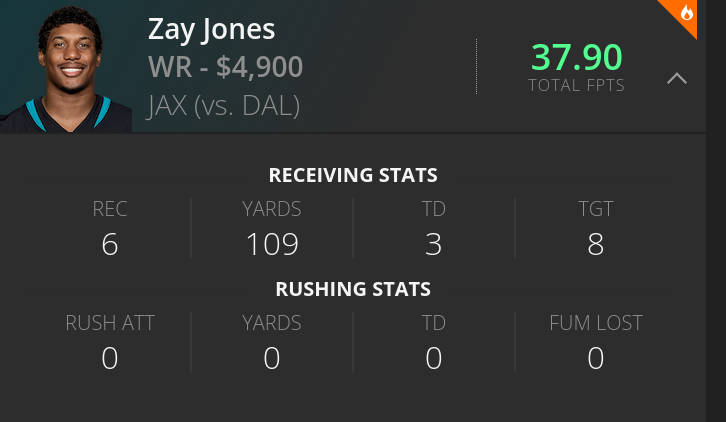 Zay Jones
WR - $4,900
JAX (vs. DAL)
37.90
TOTAL FPTS
RECEIVING STATS
REC YARDS TD TGT
6 109 3 8
RUSHING STATS
RUSH ATT YARDS TD FUM LOST
0 0 0 0